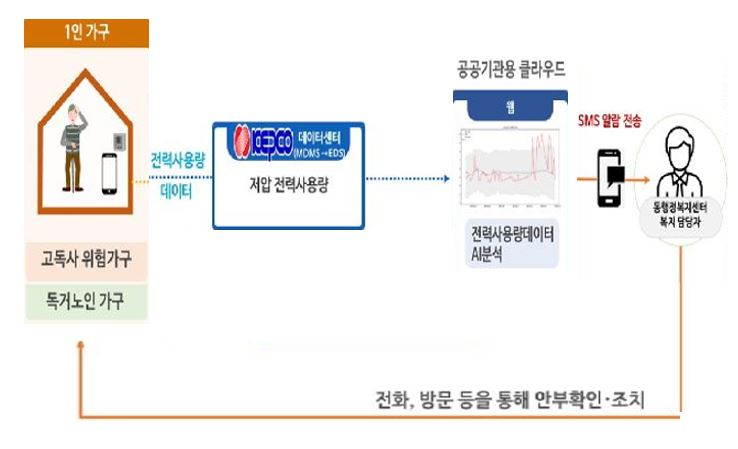 1인 가구
고독사 위험가구
독거노인 가구
전력사용량
데이터
KEPCO 데이터센터
(MDMS→EDS)
저압 전력사용량
공공기관용 클라우드
웹
전력사용량데이터
AI분석
SMS 알람 전송
동행정복지센터
복지 담당자
전화, 방문 등을 통해 안부확인·조치